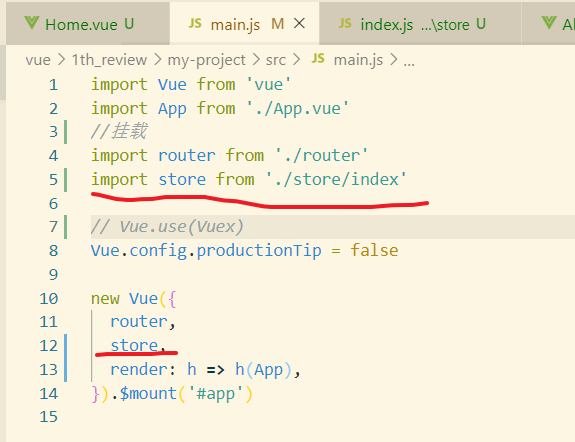 Home.vue U main.js M × index.js ...\store U
vue > 1th_review > my-project > src > JS main.js > ...
1 import Vue from 'vue'
2 import App from './App.vue'
3 //挂载
4 import router from './router'
5 import store from './store/index'
6
7 // Vue.use(Vuex)
8 Vue.config.productionTip = false
9
10 new Vue({
11 router,
12 store,
13 render: h => h(App),
14 }).$mount('#app')
15